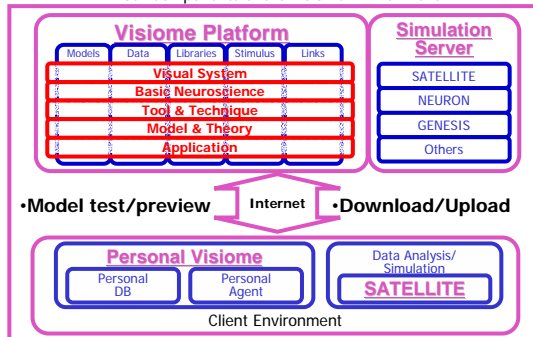 Visiome Platform
Models Data Libraries Stimulus Links
Visual System
Basic Neuroscience
Tool & Technique
Model & Theory
Application
Simulation
Server
SATELLITE
NEURON
GENESIS
Others
•Model test/preview
Internet
•Download/Upload
Personal Visiome
Personal
DB
Personal
Agent
Data Analysis/
Simulation
SATELLITE
Client Environment